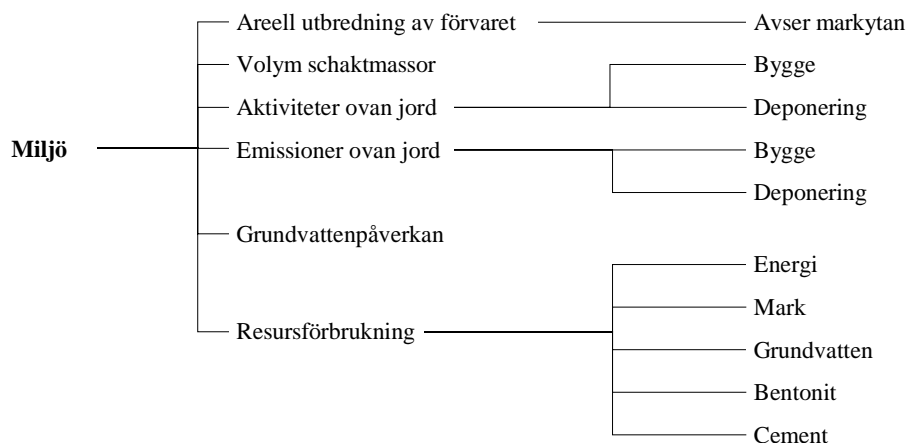 Areell utbredning av förvaret
Avser markytan
Volym schaktmassor
Bygge
Aktiviteter ovan jord
Deponering
Miljö
Emissioner ovan jord
Bygge
Deponering
Grundvattenpåverkan
Energi
Mark
Resursförbrukning
Grundvatten
Bentonit
Cement